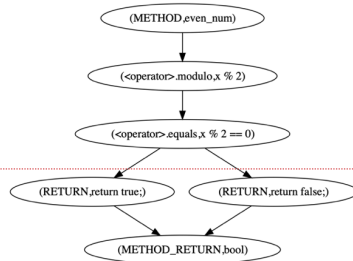 (METHOD,even_num)
(<operator>.modulo,x % 2)
(<operator>.equals,x % 2 == 0)
(RETURN,return true;) (RETURN,return false;)
(METHOD_RETURN,bool)